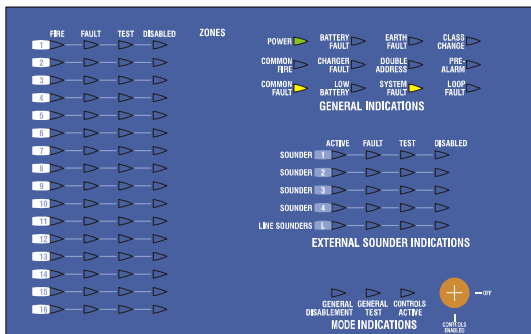 FIRE FAULT TEST DISABLED ZONES
1
2
3
4
5
6
7
8
9
10
11
12
13
14
15
16
POWER BATTERY FAULT EARTH FAULT CLASS CHANGE
COMMON FIRE CHARGER FAULT DOUBLE ADDRESS PRE-ALARM
COMMON FAULT LOW BATTERY SYSTEM FAULT LOOP FAULT
GENERAL INDICATIONS
ACTIVE FAULT TEST DISABLED
SOUNDER 1
SOUNDER 2
SOUNDER 3
SOUNDER 4
LINE SOUNDERS L
EXTERNAL SOUNDER INDICATIONS
GENERAL DISABLEMENT GENERAL TEST CONTROLS ACTIVE
MODE INDICATIONS
OFF
CONTROLS
ENABLED